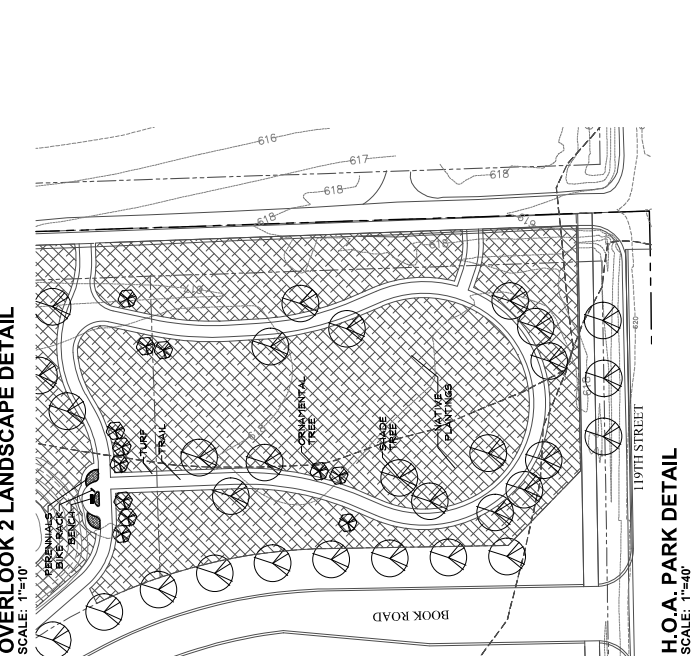 OVERLOOK 2 LANDSCAPE DETAIL
SCALE: 1"=10'
616
617
618
618
618
619
618
620
TURF
TRAIL
ORNAMENTAL
TREE
SHADE
TREE
NATIVE
PLANTINGS
PERENNIALS
BIKE RACK
BENCH
BOOK ROAD
119TH STREET
H.O.A. PARK DETAIL
SCALE: 1"=40'